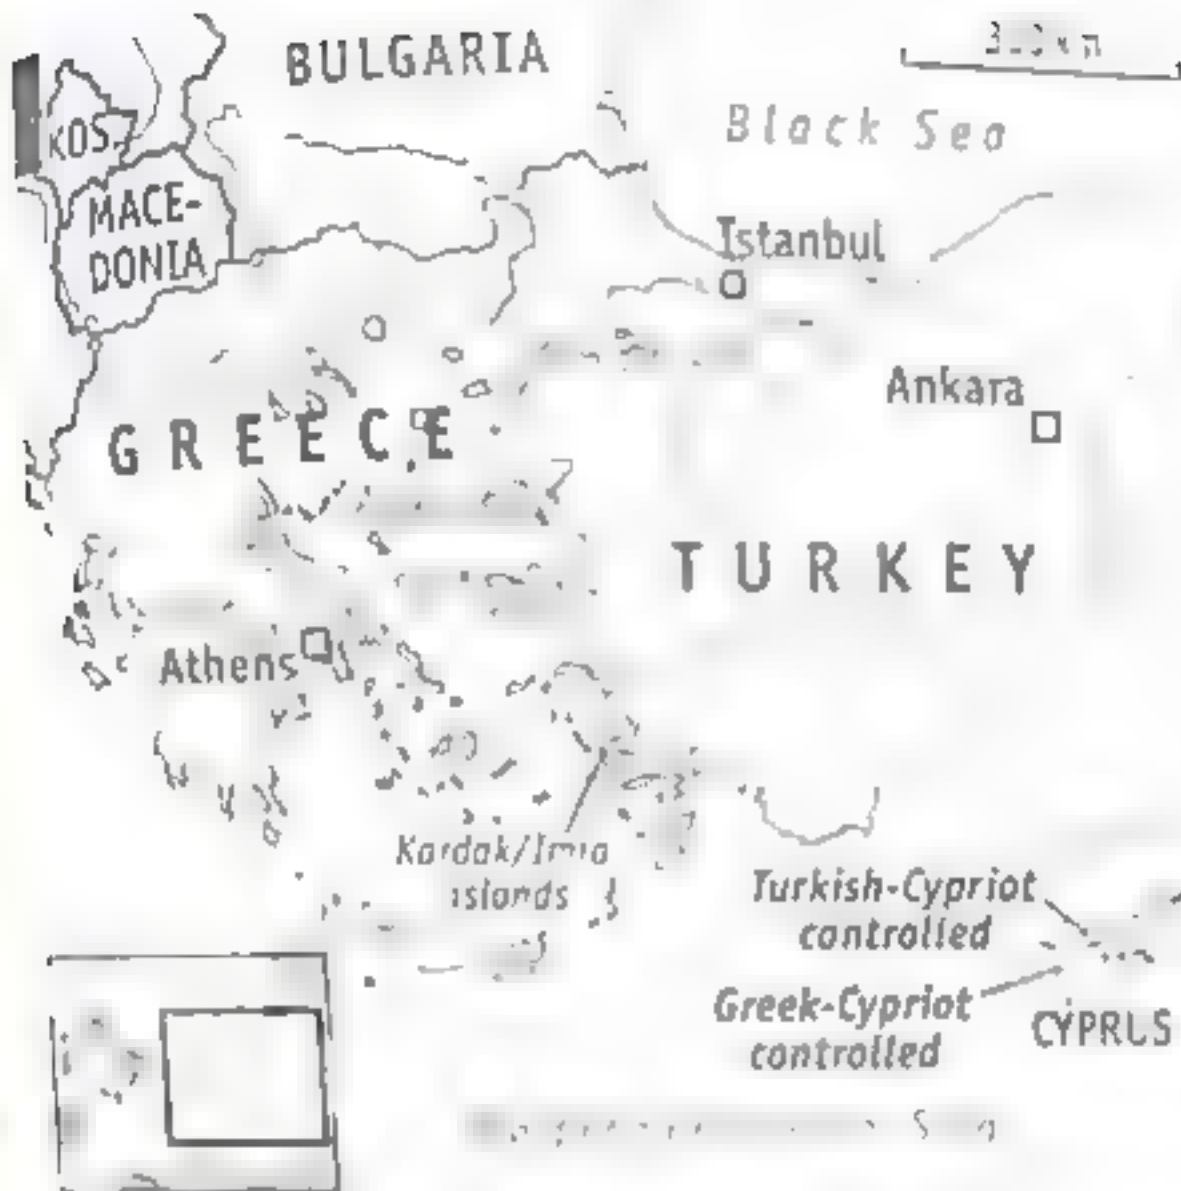 BULGARIA
Black Sea
KOS.
MACE-
DONIA
Istanbul
Ankara
GREECE
TURKEY
Athens
Kardak/Imia
islands
Turkish-Cypriot
controlled
Greek-Cypriot
controlled
CYPRUS